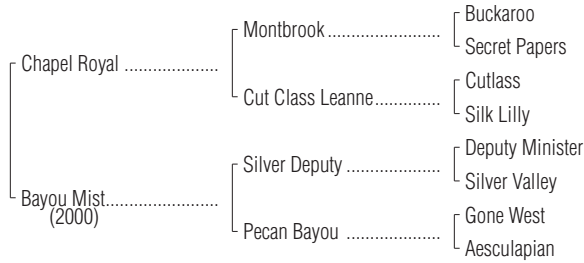 Buckaroo
Montbrook ......................
Secret Papers
Chapel Royal ..................
Cutlass
Cut Class Leanne.............
Silk Lilly
Deputy Minister
Silver Deputy ..................
Silver Valley
Bayou Mist......................
(2000)
Gone West
Pecan Bayou ..................
Aesculapian